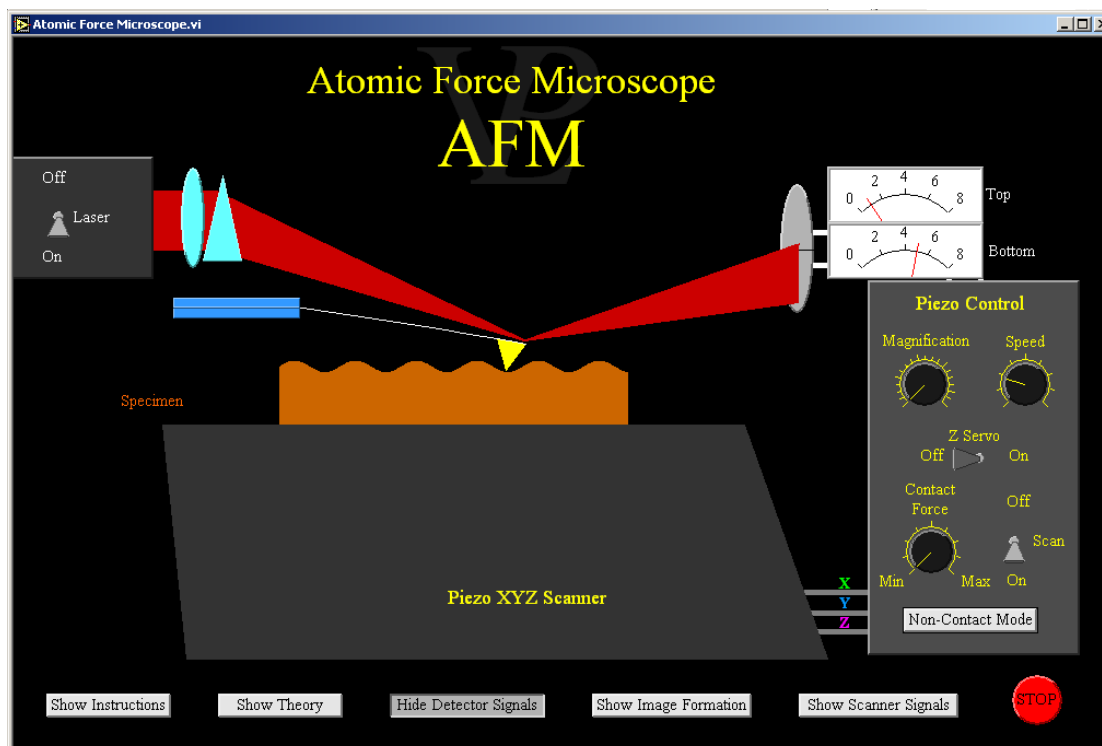 Atomic Force Microscope.vi
Atomic Force Microscope
AFM
VPL
Off
Laser
On
0 2 4 6 8
Top
0 2 4 6 8
Bottom
Piezo Control
Magnification Speed
Z Servo
Off On
Contact
Force
Off
Scan
Min Max On
Non-Contact Mode
Specimen
Piezo XYZ Scanner
X
Y
Z
Show Instructions Show Theory Hide Detector Signals Show Image Formation Show Scanner Signals STOP